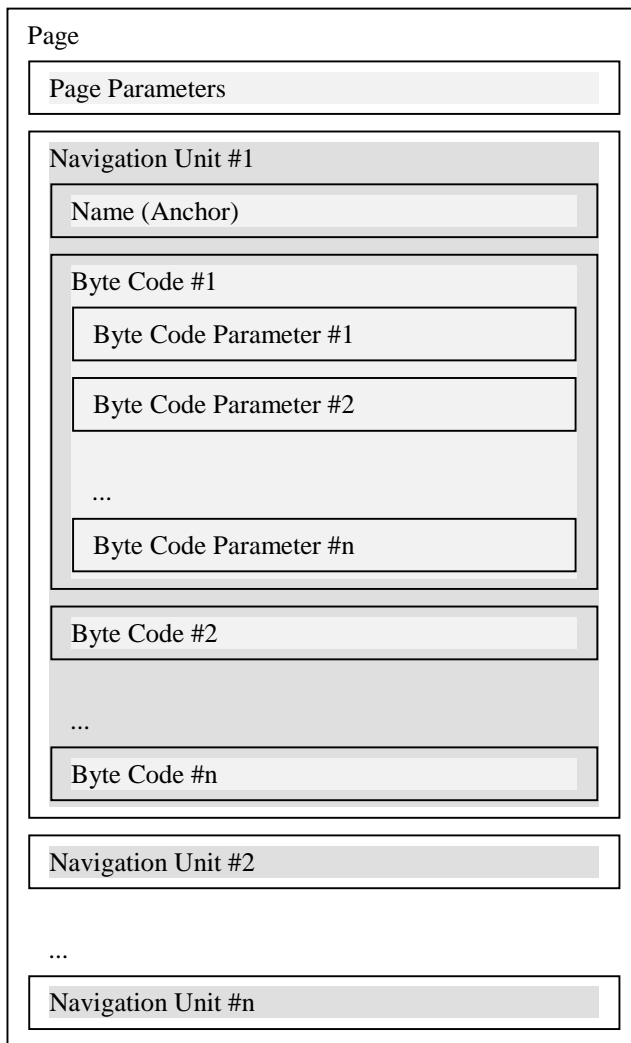 Page
Page Parameters
Navigation Unit #1
Name (Anchor)
Byte Code #1
Byte Code Parameter #1
Byte Code Parameter #2
...
Byte Code Parameter #n
Byte Code #2
...
Byte Code #n
Navigation Unit #2
...
Navigation Unit #n